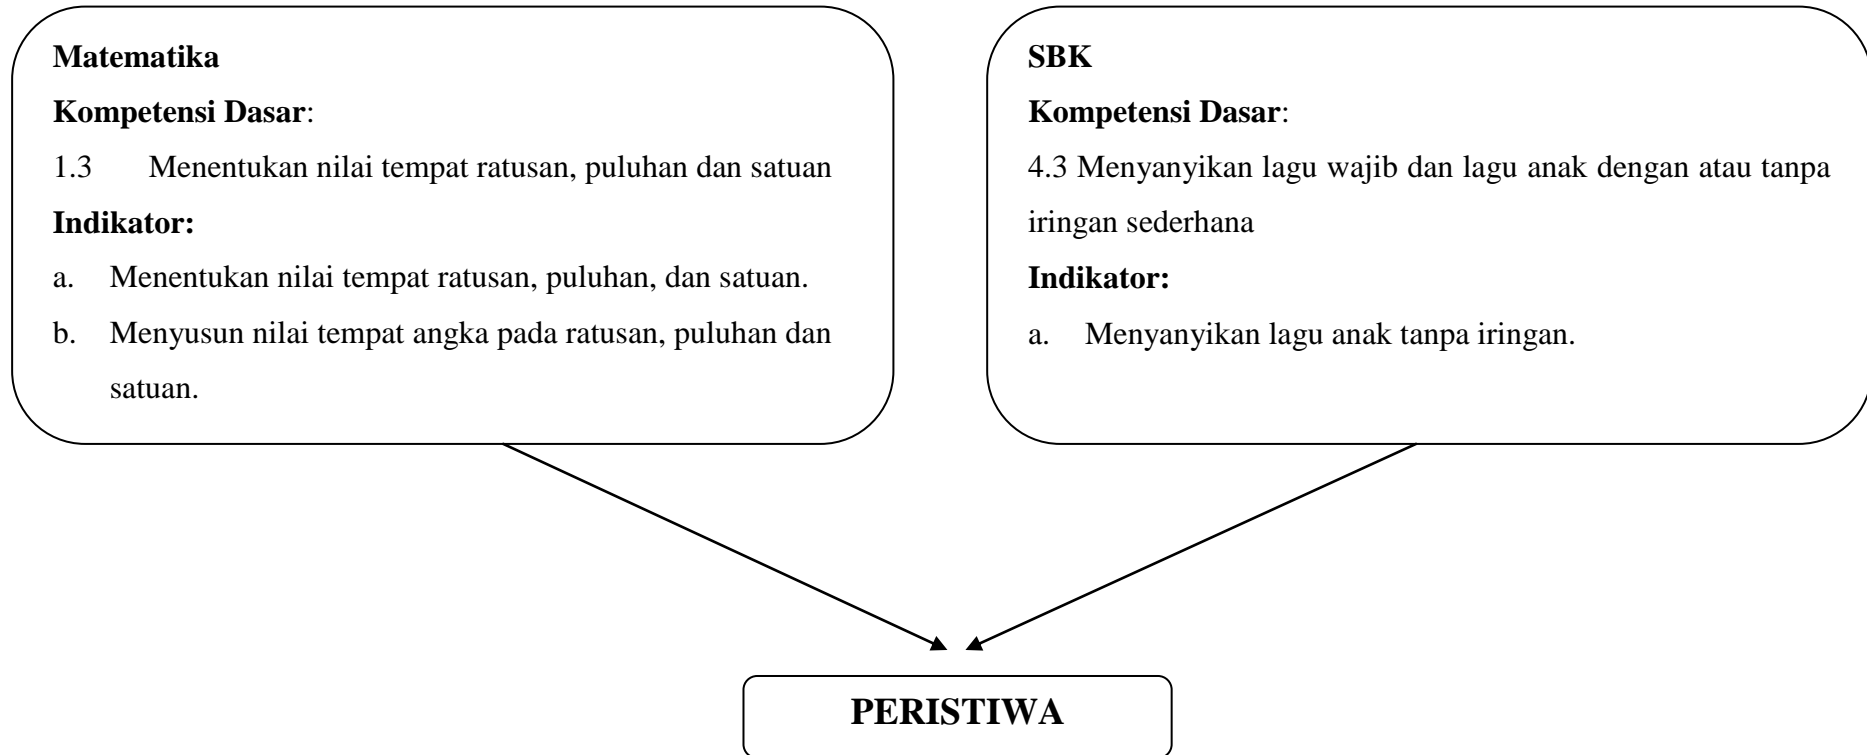 Matematika
Kompetensi Dasar:
1.3 Menentukan nilai tempat ratusan, puluhan dan satuan
Indikator:
a. Menentukan nilai tempat ratusan, puluhan, dan satuan.
b. Menyusun nilai tempat angka pada ratusan, puluhan dan
satuan.
SBK
Kompetensi Dasar:
4.3 Menyanyikan lagu wajib dan lagu anak dengan atau tanpa
iringan sederhana
Indikator:
a. Menyanyikan lagu anak tanpa iringan.
PERISTIWA